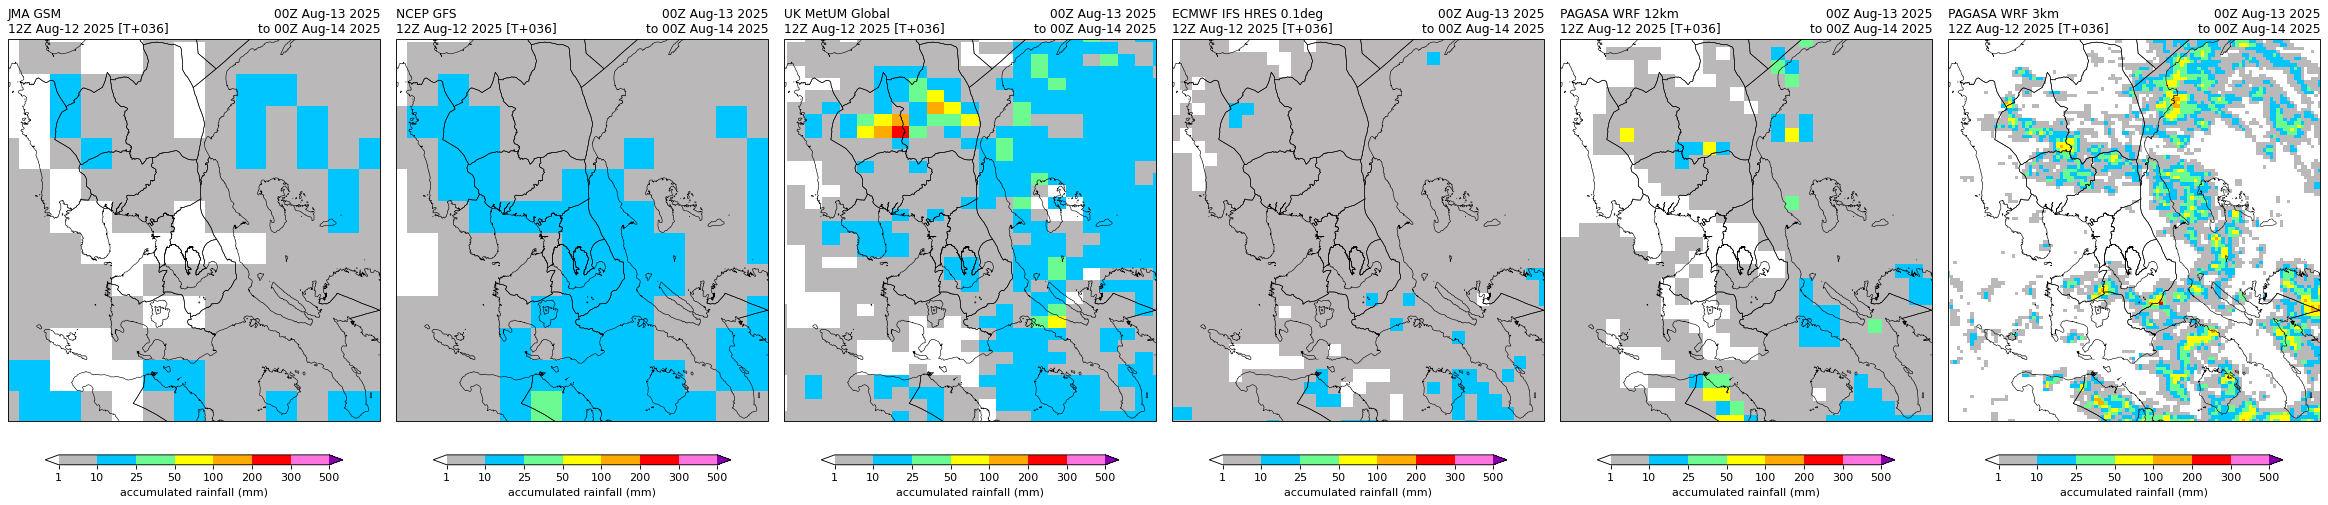 JMA GSM 00Z Aug-13 2025
12Z Aug-12 2025 [T+036] to 00Z Aug-14 2025
1 10 25 50 100 200 300 500
accumulated rainfall (mm)
NCEP GFS 00Z Aug-13 2025
12Z Aug-12 2025 [T+036] to 00Z Aug-14 2025
1 10 25 50 100 200 300 500
accumulated rainfall (mm)
UK MetUM Global 00Z Aug-13 2025
12Z Aug-12 2025 [T+036] to 00Z Aug-14 2025
1 10 25 50 100 200 300 500
accumulated rainfall (mm)
ECMWF IFS HRES 0.1deg 00Z Aug-13 2025
12Z Aug-12 2025 [T+036] to 00Z Aug-14 2025
1 10 25 50 100 200 300 500
accumulated rainfall (mm)
PAGASA WRF 12km 00Z Aug-13 2025
12Z Aug-12 2025 [T+036] to 00Z Aug-14 2025
1 10 25 50 100 200 300 500
accumulated rainfall (mm)
PAGASA WRF 3km 00Z Aug-13 2025
12Z Aug-12 2025 [T+036] to 00Z Aug-14 2025
1 10 25 50 100 200 300 500
accumulated rainfall (mm)